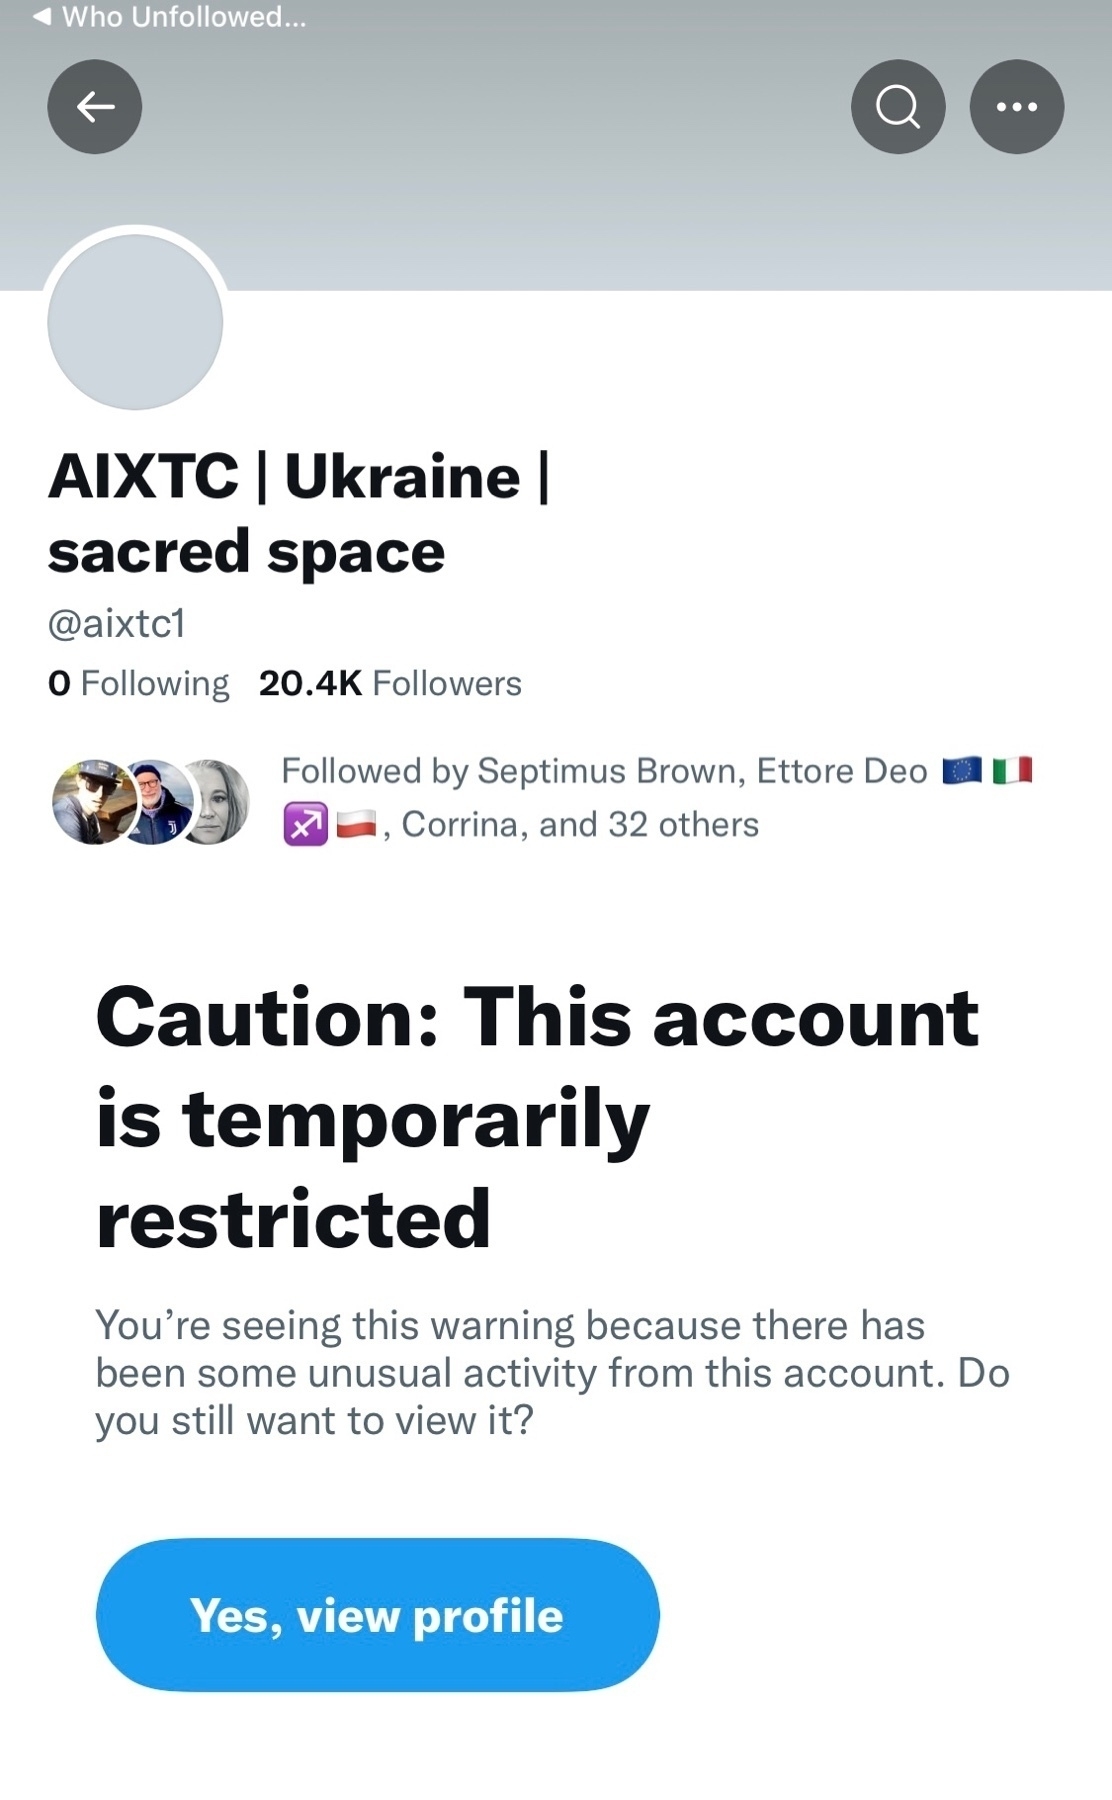 ◀ Who Unfollowed...
AIXTC | Ukraine |
sacred space
@aixtc1
0 Following 20.4K Followers
Followed by Septimus Brown, Ettore Deo 🇪🇺 🇮🇹
♐🇵🇱, Corrina, and 32 others
Caution: This account
is temporarily
restricted
You’re seeing this warning because there has
been some unusual activity from this account. Do
you still want to view it?
Yes, view profile